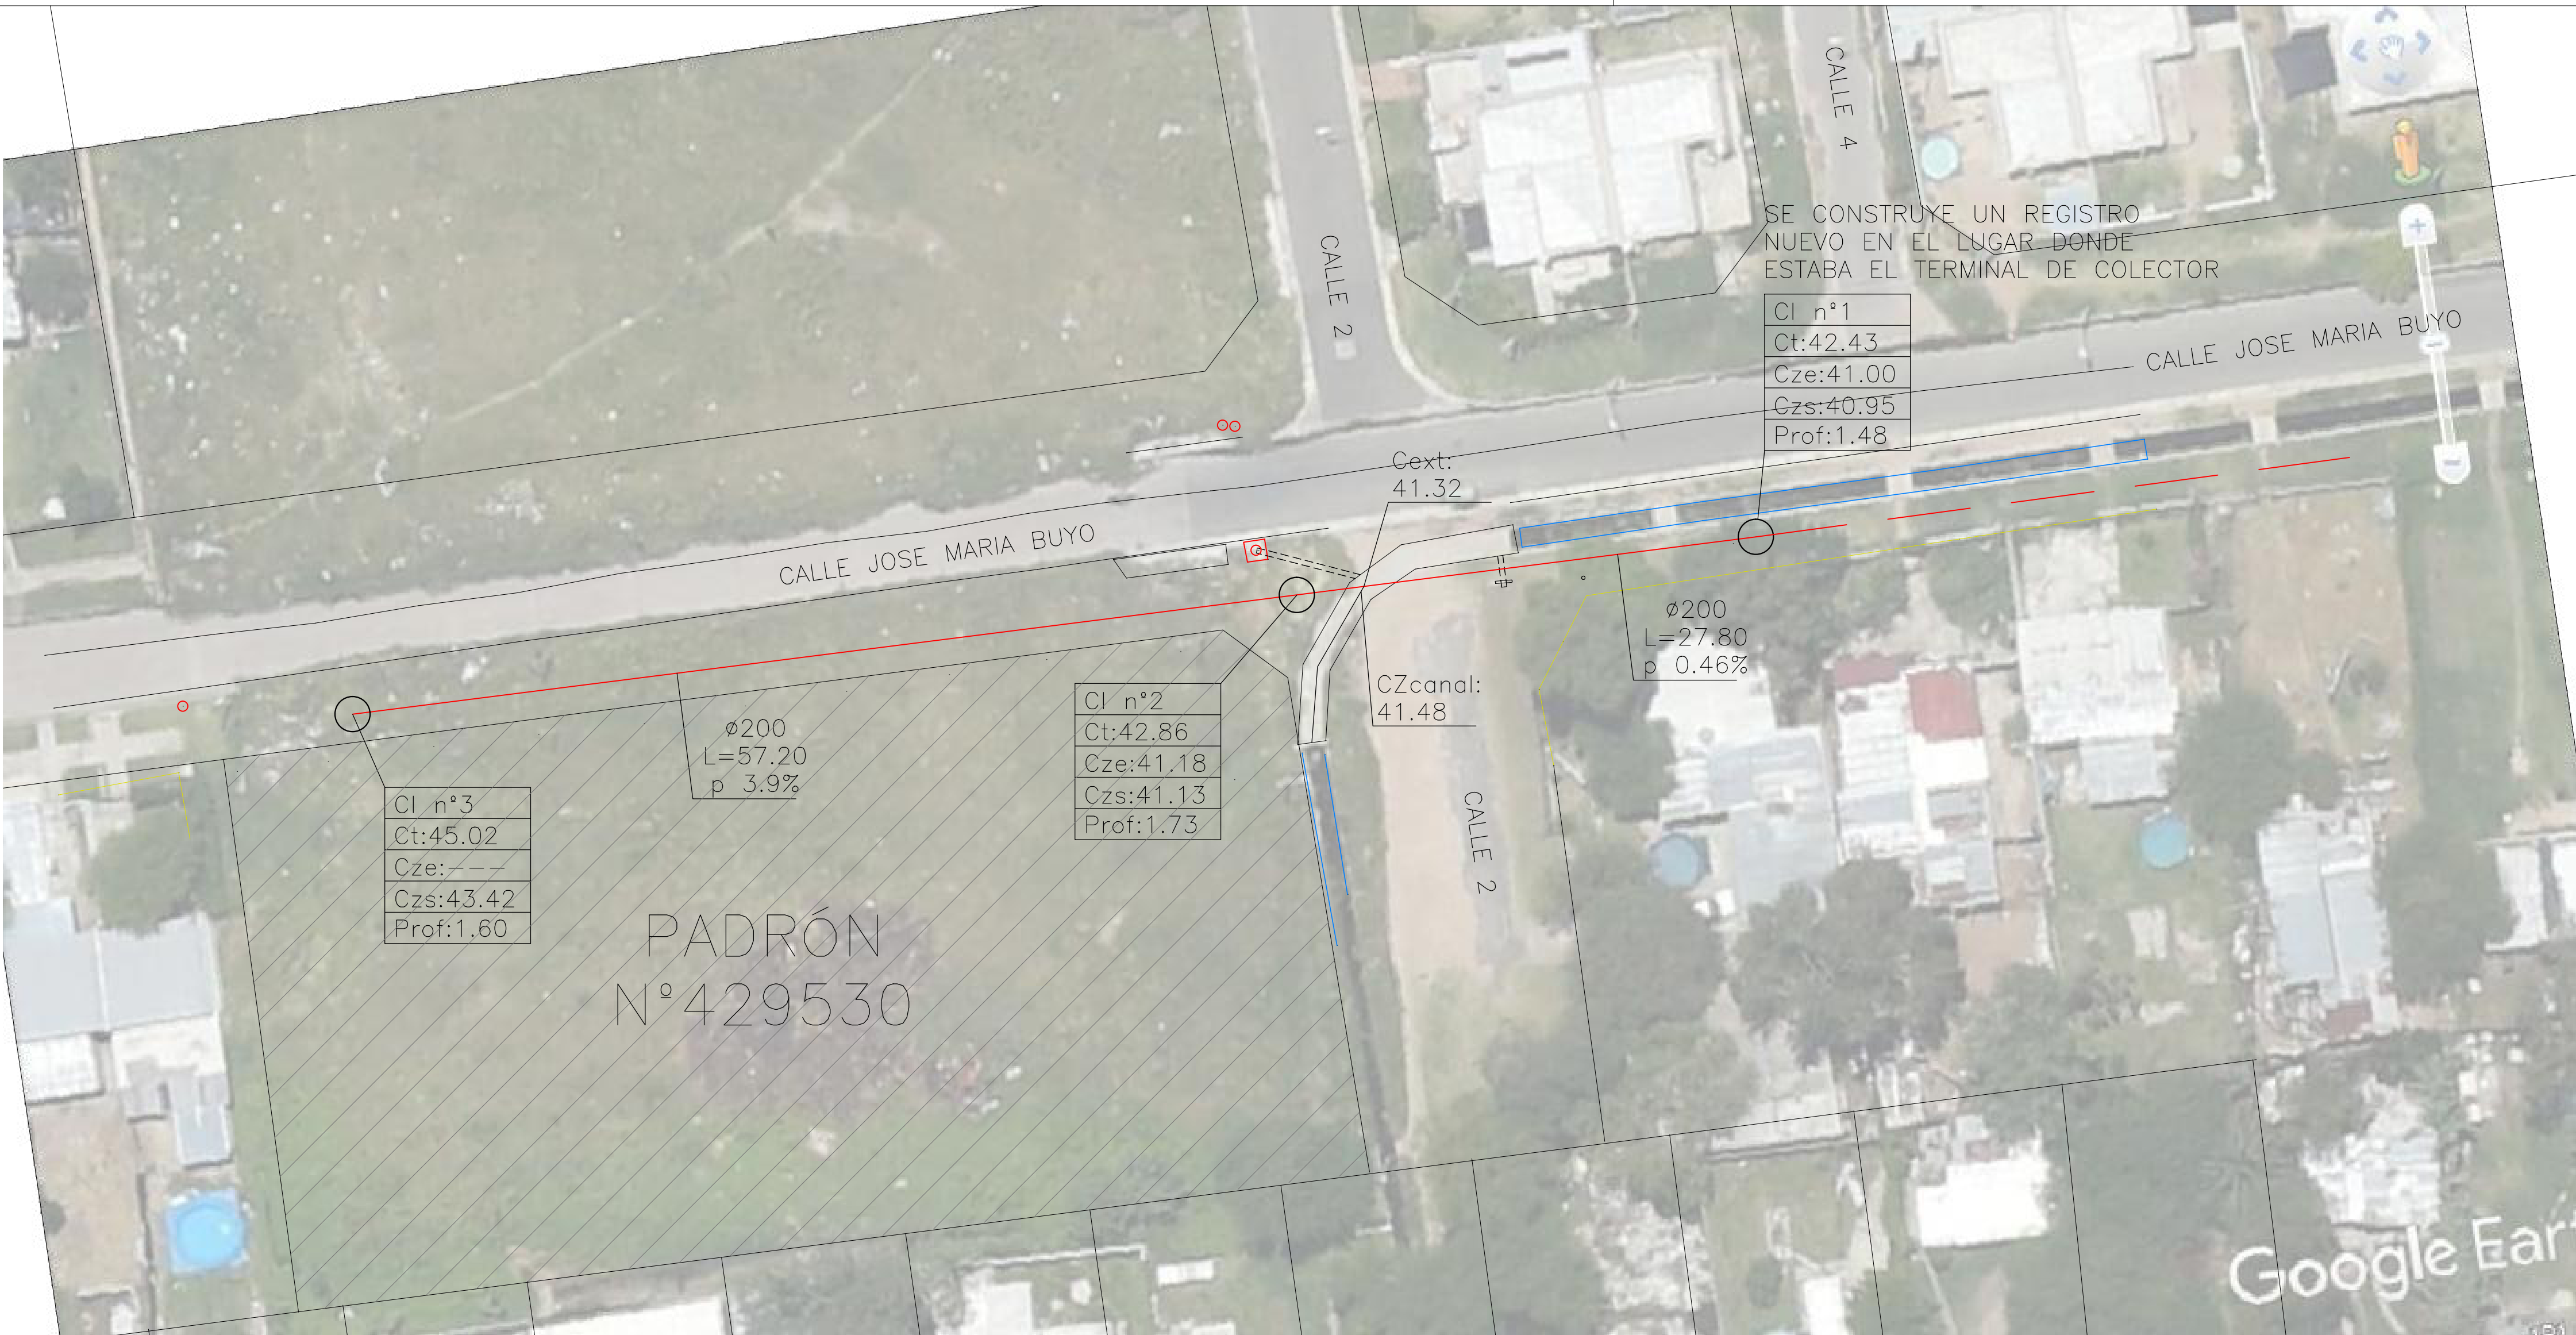 CALLE 4
CALLE 2
SE CONSTRUYE UN REGISTRO
NUEVO EN EL LUGAR DONDE
ESTABA EL TERMINAL DE COLECTOR
CI n°1
Ct:42.43
Cze:41.00
Czs:40.95
Prof:1.48
CALLE JOSE MARIA BUYO
Cext:
41.32
CALLE JOSE MARIA BUYO
ø200
L=27.80
p 0.46%
CZcanal:
41.48
CI n°2
Ct:42.86
Cze:41.18
Czs:41.13
Prof:1.73
ø200
L=57.20
p 3.9%
CI n°3
Ct:45.02
Cze:---
Czs:43.42
Prof:1.60
CALLE 2
PADRÓN
Nº429530
Google Ear